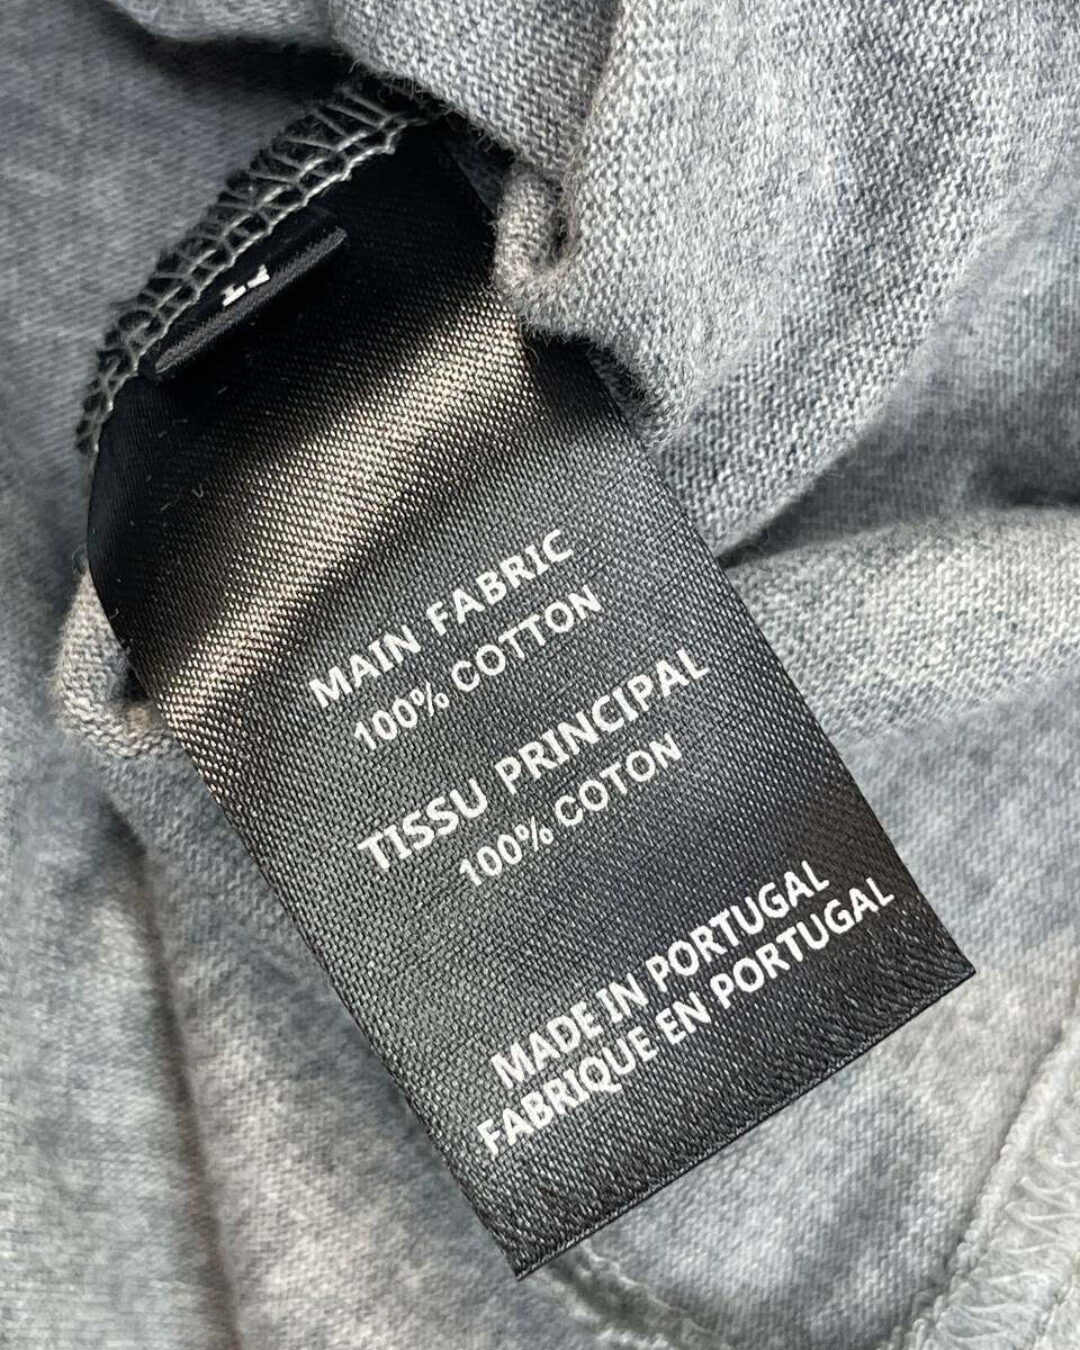 MAIN FABRIC
100% COTTON
TISSU PRINCIPAL
100% COTON
MADE IN PORTUGAL
FABRIQUE EN PORTUGAL